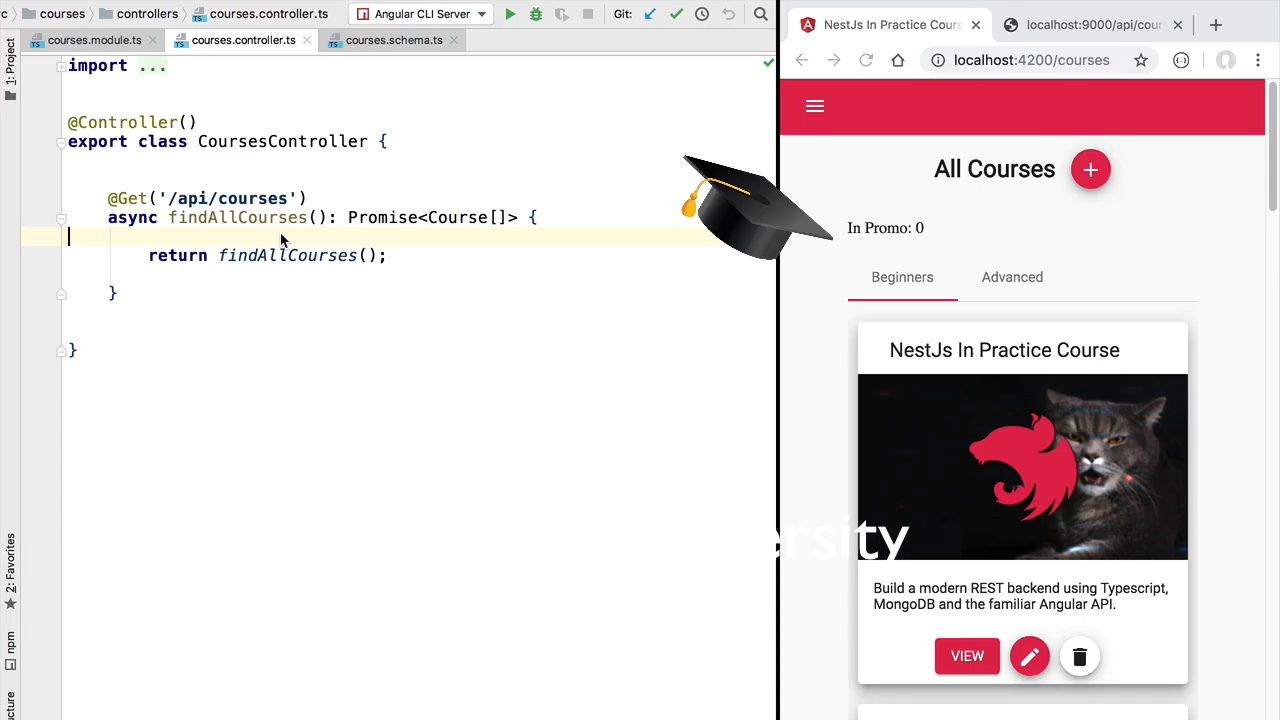 courses
controllers
courses.controller.ts
Angular CLI Server
Git:
courses.module.ts
courses.controller.ts
courses.schema.ts
1: Project
2: Favorites
npm
import ...
@Controller()
export class CoursesController {
@Get('/api/courses')
async findAllCourses(): Promise<Course[]> {
return findAllCourses();
}
}
NestJs In Practice Cours
localhost:9000/api/cour
localhost:4200/courses
All Courses
In Promo: 0
Beginners
Advanced
NestJs In Practice Course
Build a modern REST backend using Typescript,
MongoDB and the familiar Angular API.
VIEW